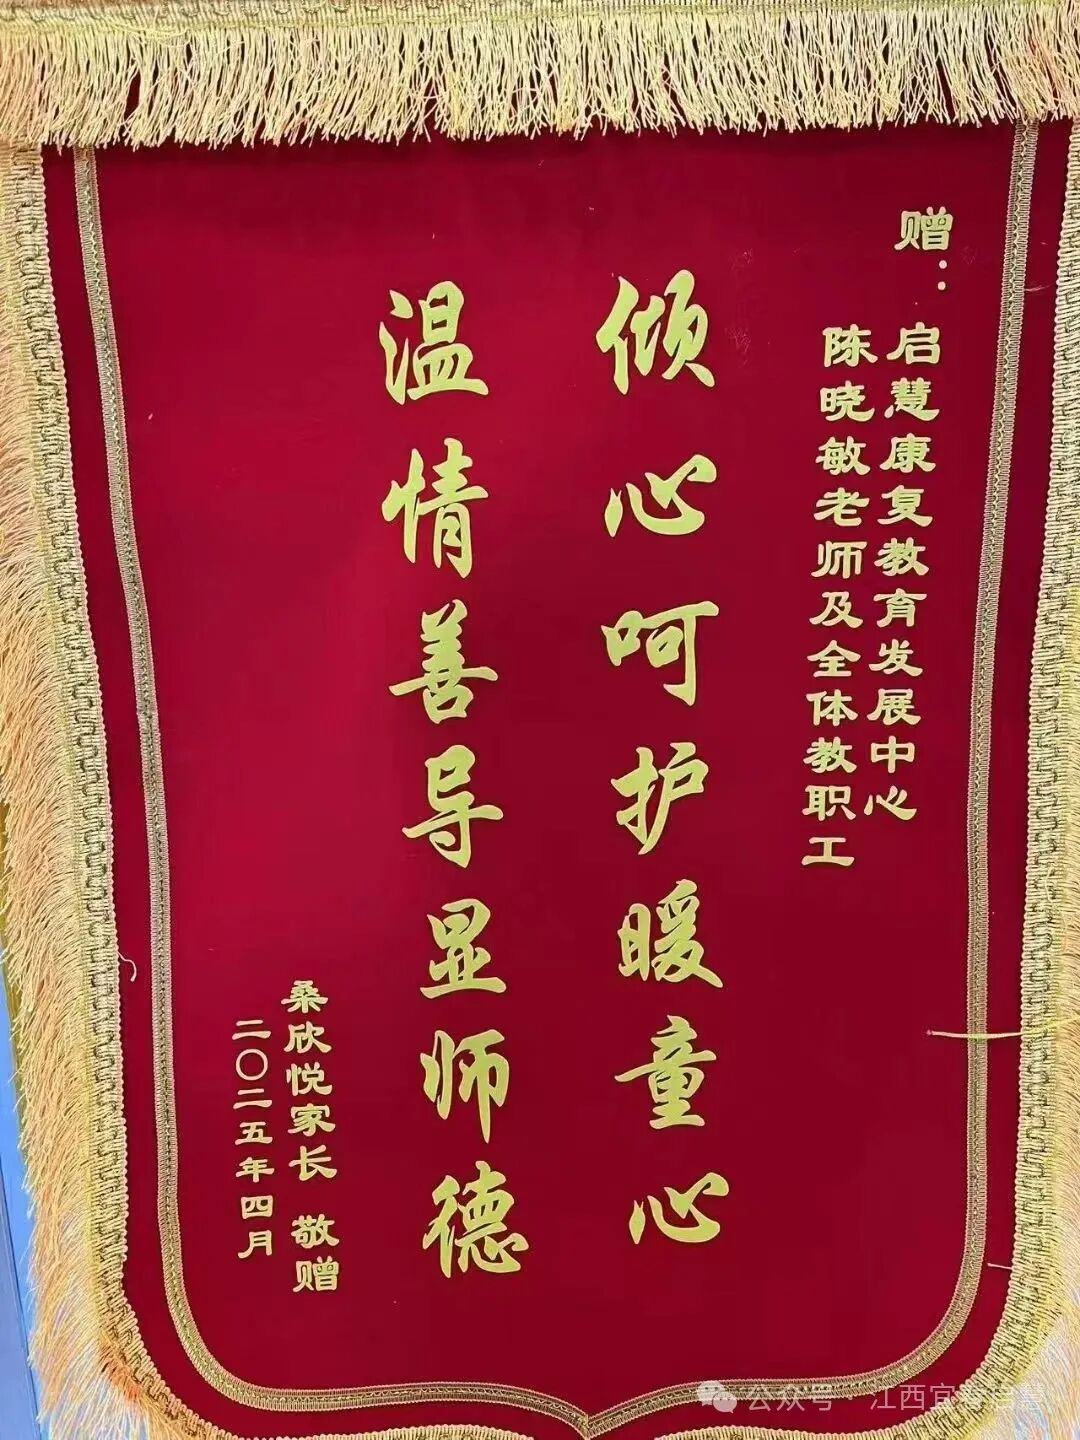 赠：
启慧康复教育发展中心
陈晓敏老师及全体教职工
倾心呵护暖童心
温情善导显师德
桑欣悦家长 敬赠
二〇二五年四月
公众号·江西宜春启慧